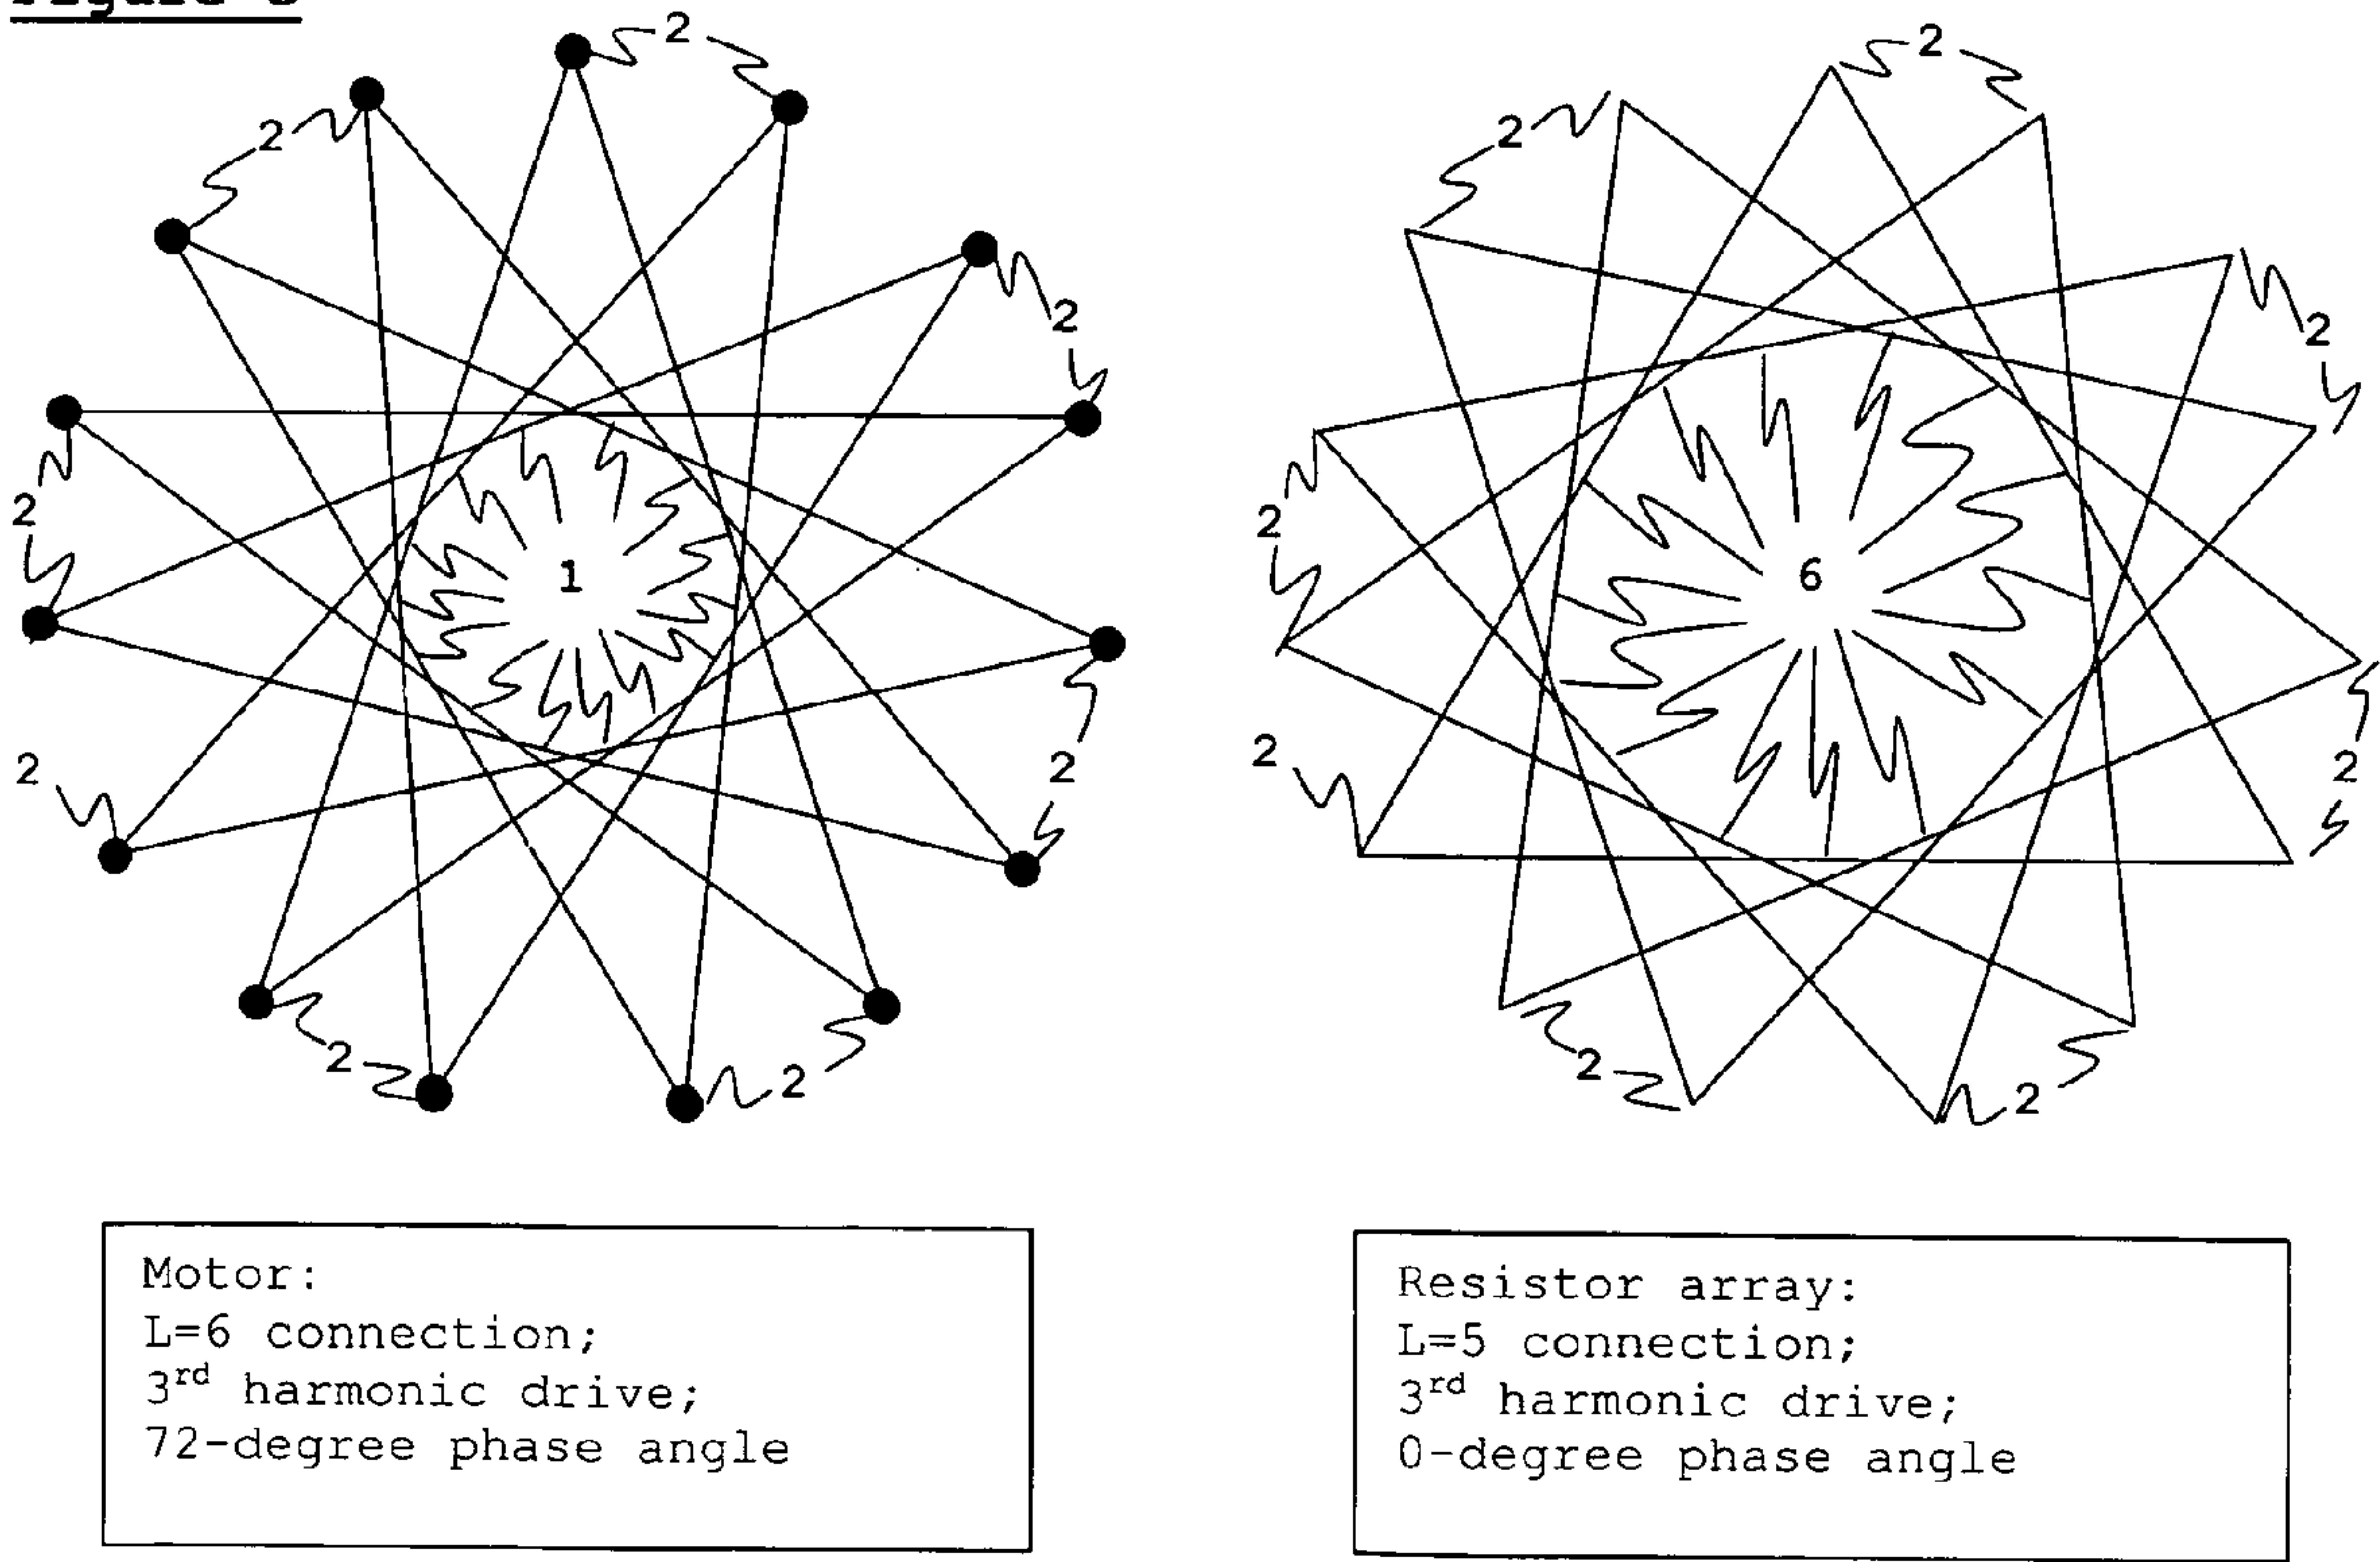 2
2
2
2
2
2
2
2
1
2
2
2
2
2
2
2
2
6
Motor:
L=6 connection;
3rd harmonic drive;
72-degree phase angle
Resistor array:
L=5 connection;
3rd harmonic drive;
0-degree phase angle